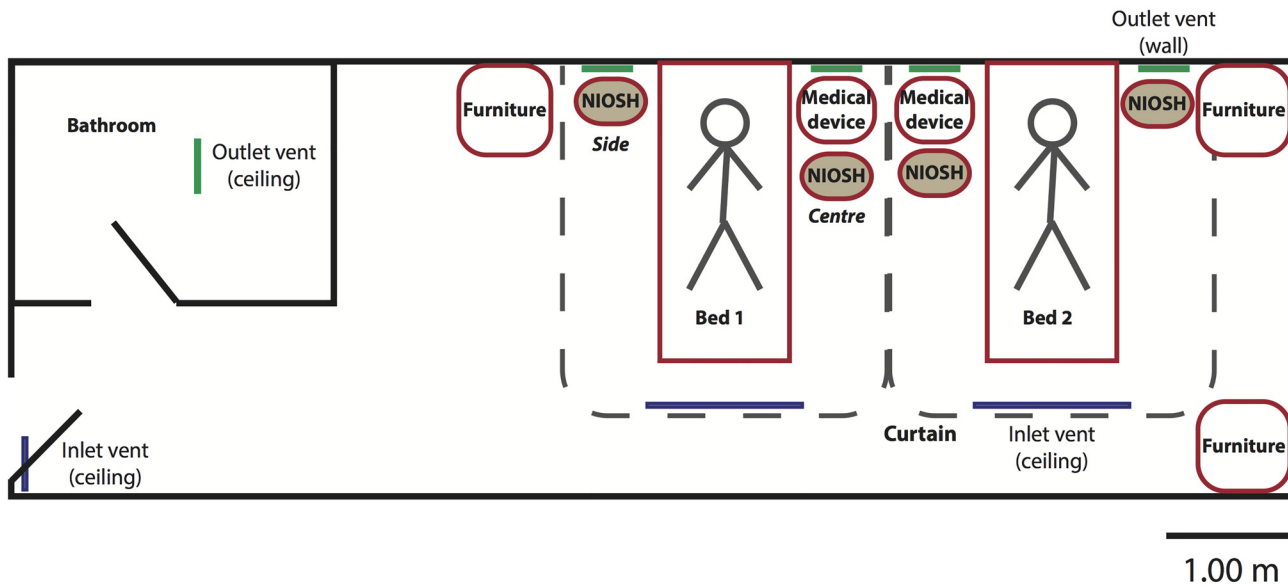 Outlet vent
(wall)
Bathroom
Outlet vent
(ceiling)
Furniture
NIOSH
Side
Medical
device
NIOSH
Centre
Medical
device
NIOSH
NIOSH
Furniture
Bed 1
Bed 2
Curtain
Inlet vent
(ceiling)
Inlet vent
(ceiling)
Furniture
1.00 m